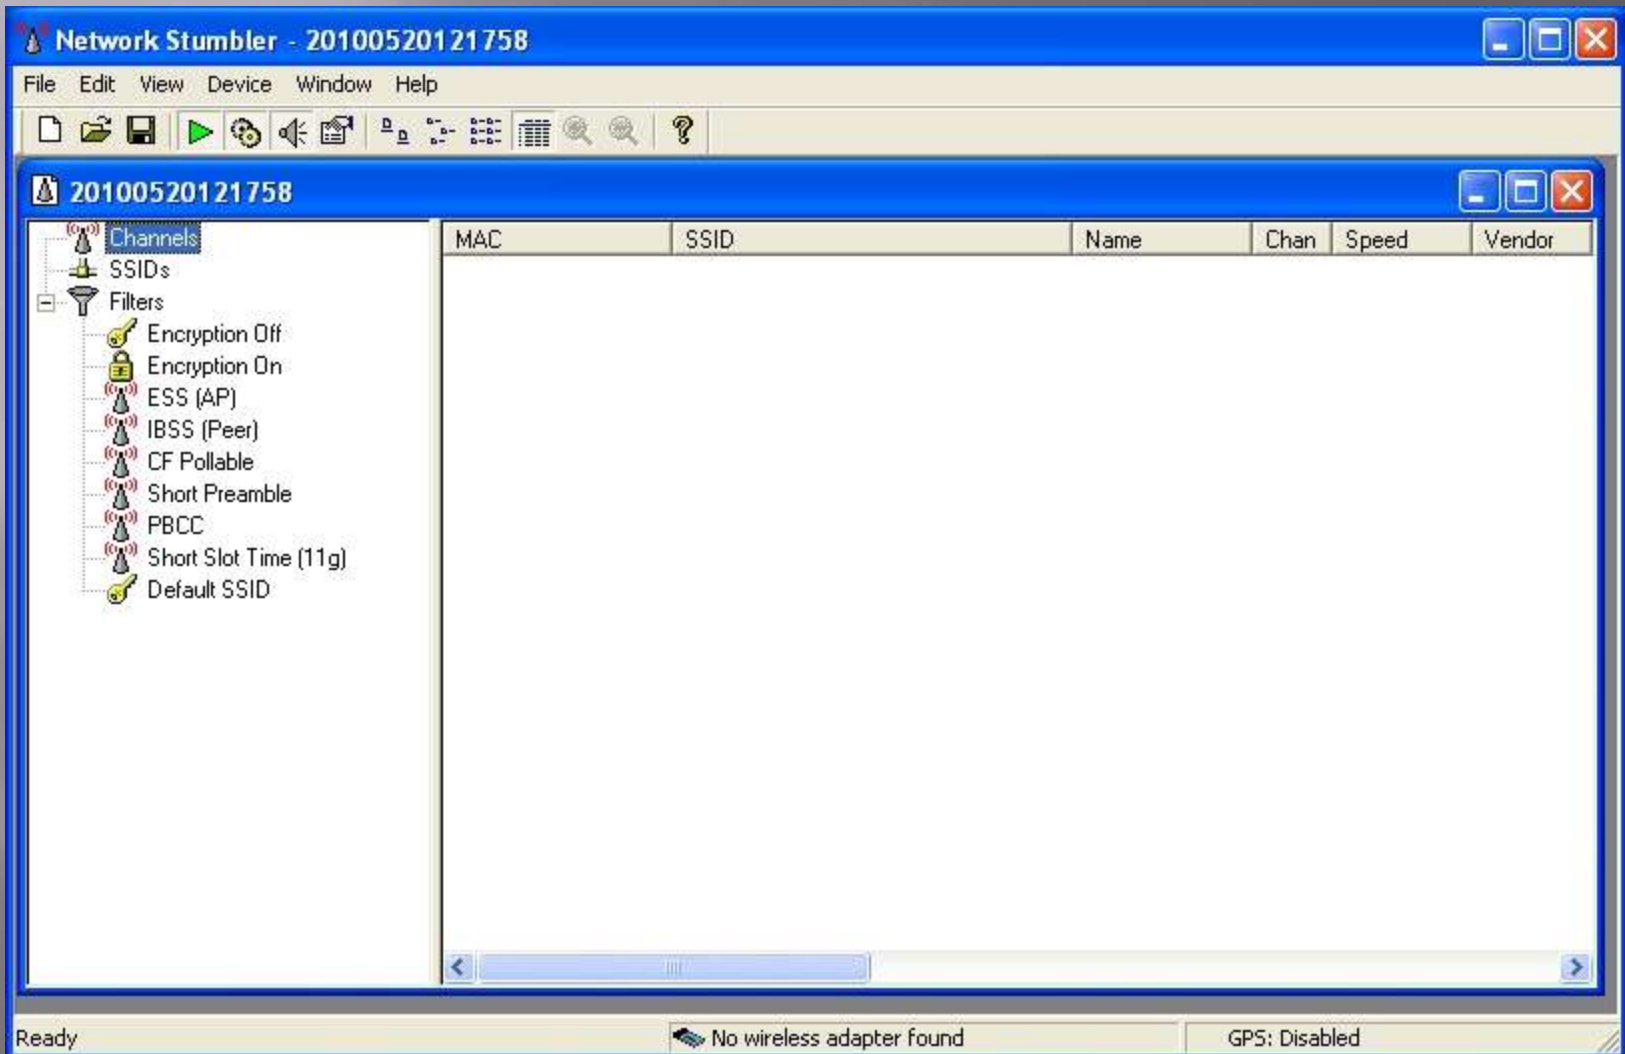 Network Stumbler - 20100520121758
File Edit View Device Window Help
20100520121758
Channels
SSIDs
Filters
Encryption Off
Encryption On
ESS (AP)
IBSS (Peer)
CF Pollable
Short Preamble
PBCC
Short Slot Time (11g)
Default SSID
MAC SSID Name Chan Speed Vendor
Ready No wireless adapter found GPS: Disabled